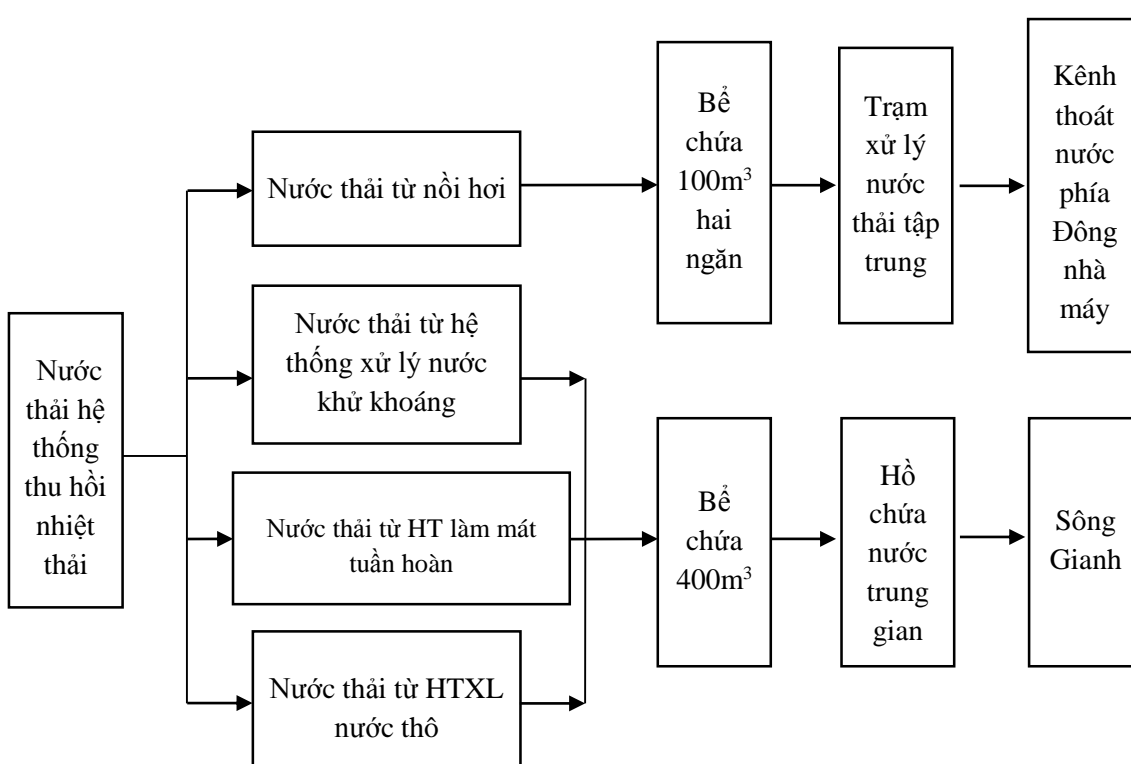 Nước
thải hệ
thống
thu hồi
nhiệt
thải
Nước thải từ nồi hơi
Nước thải từ hệ
thống xử lý nước
khử khoáng
Nước thải từ HT làm mát
tuần hoàn
Nước thải từ HTXL
nước thô
Bể
chứa
100m³
hai
ngăn
Trạm
xử lý
nước
thải tập
trung
Kênh
thoát
nước
phía
Đông
nhà
máy
Bể
chứa
400m³
Hồ
chứa
nước
trung
gian
Sông
Gianh